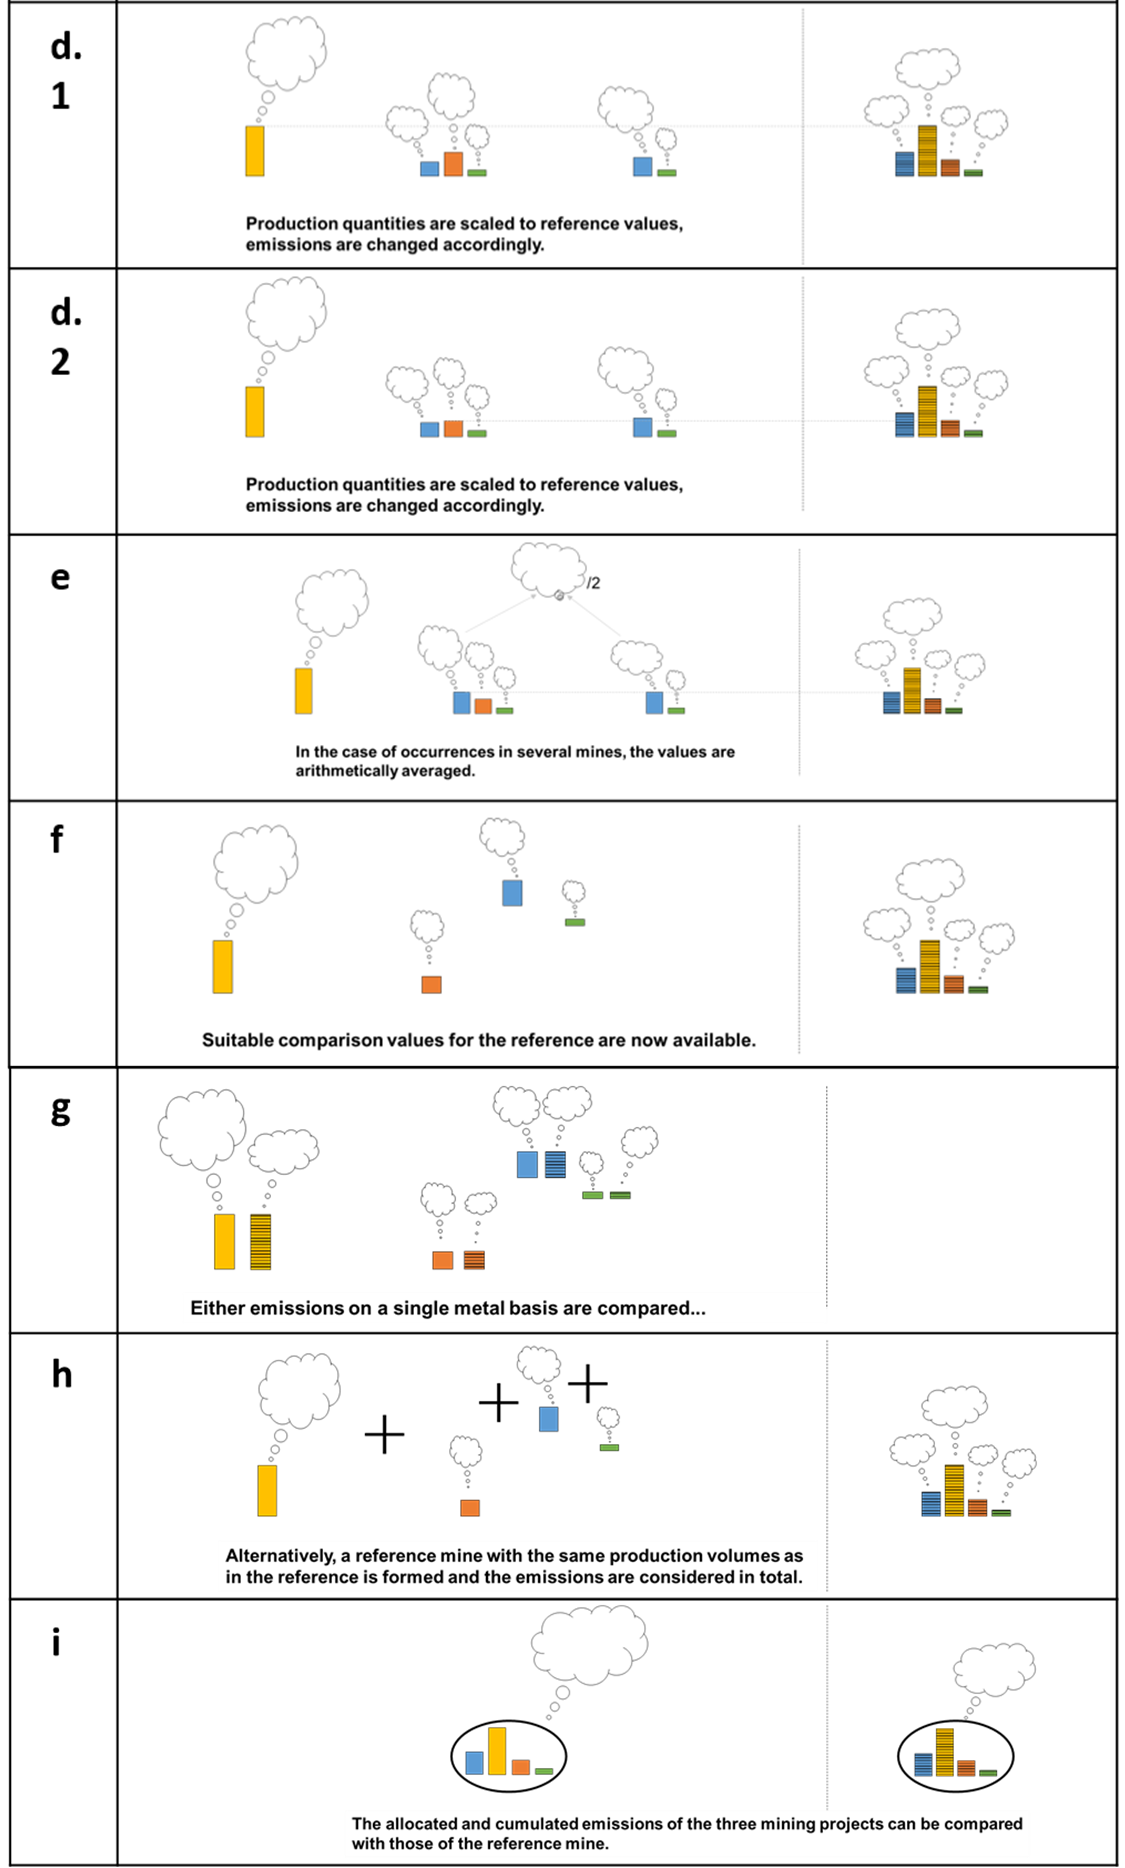 d.
1
Production quantities are scaled to reference values,
emissions are changed accordingly.
d.
2
Production quantities are scaled to reference values,
emissions are changed accordingly.
e
/2
In the case of occurrences in several mines, the values are
arithmetically averaged.
f
Suitable comparison values for the reference are now available.
g
Either emissions on a single metal basis are compared...
h
Alternatively, a reference mine with the same production volumes as
in the reference is formed and the emissions are considered in total.
i
The allocated and cumulated emissions of the three mining projects can be compared
with those of the reference mine.